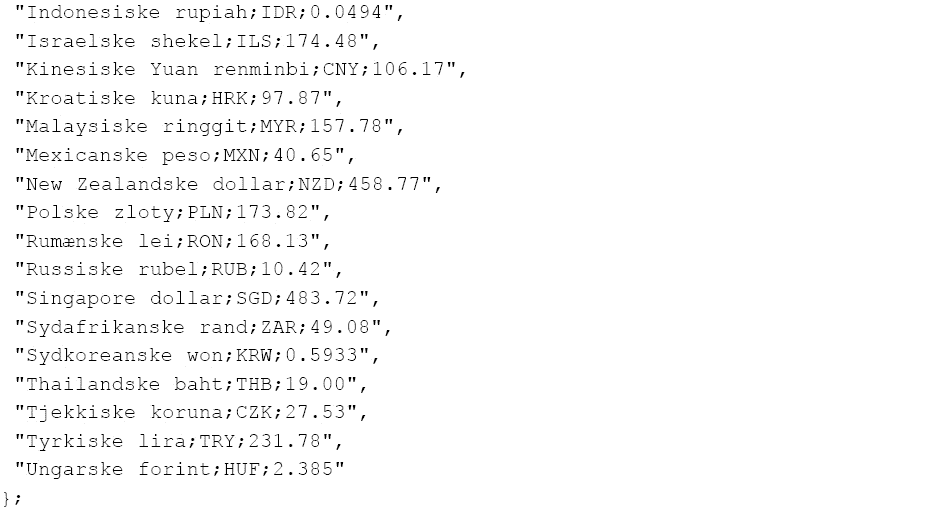 "Indonesiske rupiah;IDR;0.0494",
"Israelske shekel;ILS;174.48",
"Kinesiske Yuan renminbi;CNY;106.17",
"Kroatiske kuna;HRK;97.87",
"Malaysiske ringgit;MYR;157.78",
"Mexicanske peso;MXN;40.65",
"New Zealandske dollar;NZD;458.77",
"Polske zloty;PLN;173.82",
"Rumænske lei;RON;168.13",
"Russiske rubel;RUB;10.42",
"Singapore dollar;SGD;483.72",
"Sydafrikanske rand;ZAR;49.08",
"Sydkoreanske won;KRW;0.5933",
"Thailandske baht;THB;19.00",
"Tjekkiske koruna;CZK;27.53",
"Tyrkiske lira;TRY;231.78",
"Ungarske forint;HUF;2.385"
};